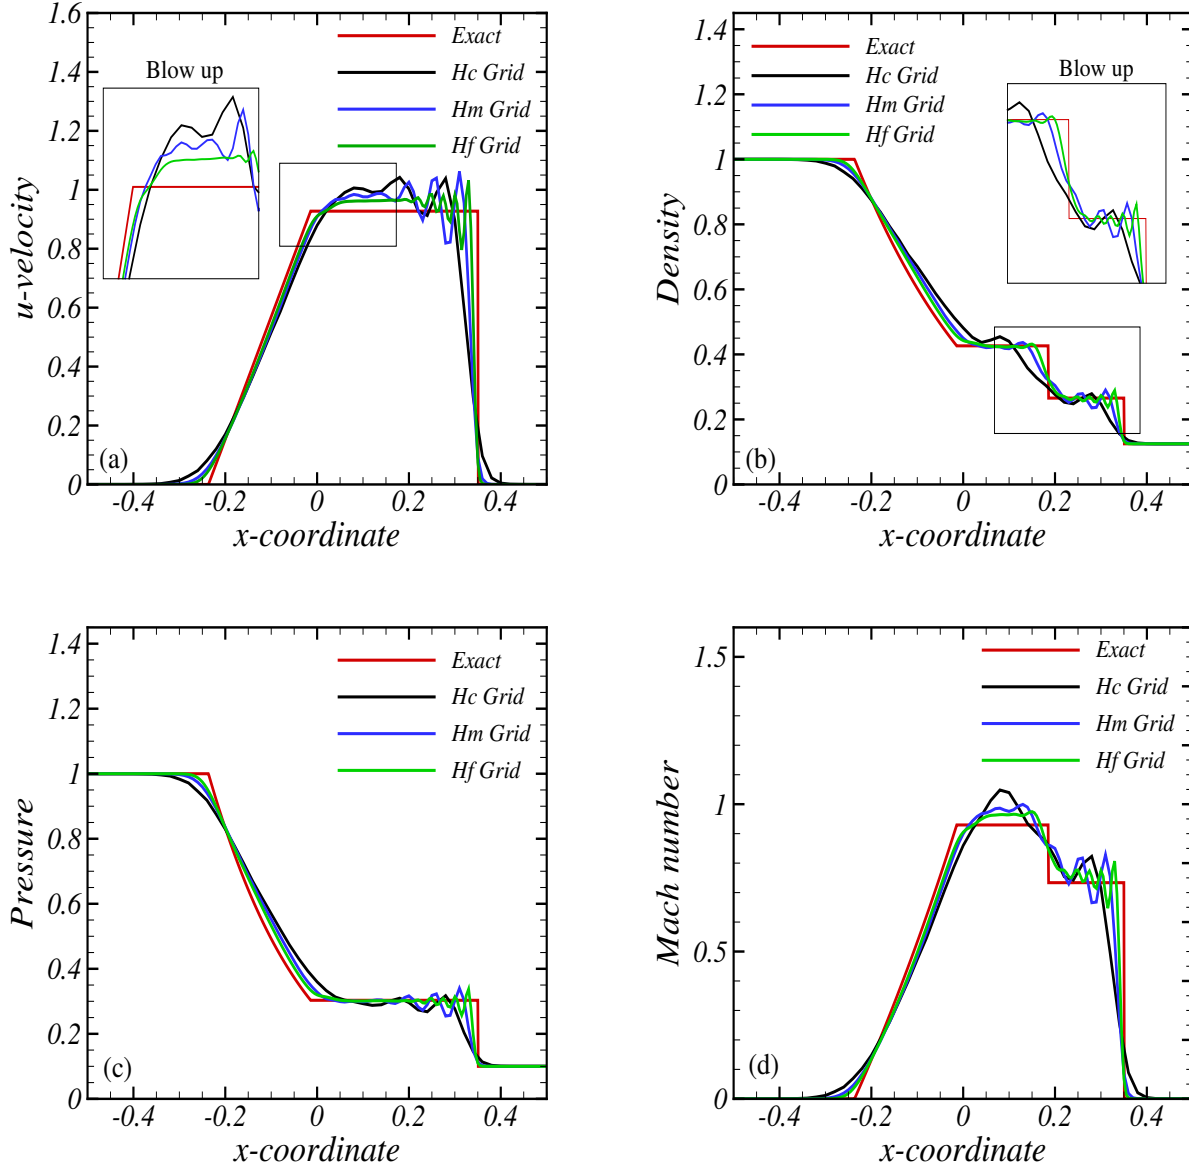 1.6
1.4
1.2
1
0.8
0.6
0.4
0.2
0
u-velocity
Blow up
Exact
Hc Grid
Hm Grid
Hf Grid
(a)
-0.4
-0.2
0
0.2
0.4
x-coordinate
1.4
1.2
1
0.8
0.6
0.4
0.2
0
Density
Exact
Hc Grid
Hm Grid
Hf Grid
Blow up
(b)
-0.4
-0.2
0
0.2
0.4
x-coordinate
1.4
1.2
1
0.8
0.6
0.4
0.2
0
Pressure
Exact
Hc Grid
Hm Grid
Hf Grid
(c)
-0.4
-0.2
0
0.2
0.4
x-coordinate
1.5
1
0.5
0
Mach number
Exact
Hc Grid
Hm Grid
Hf Grid
(d)
-0.4
-0.2
0
0.2
0.4
x-coordinate